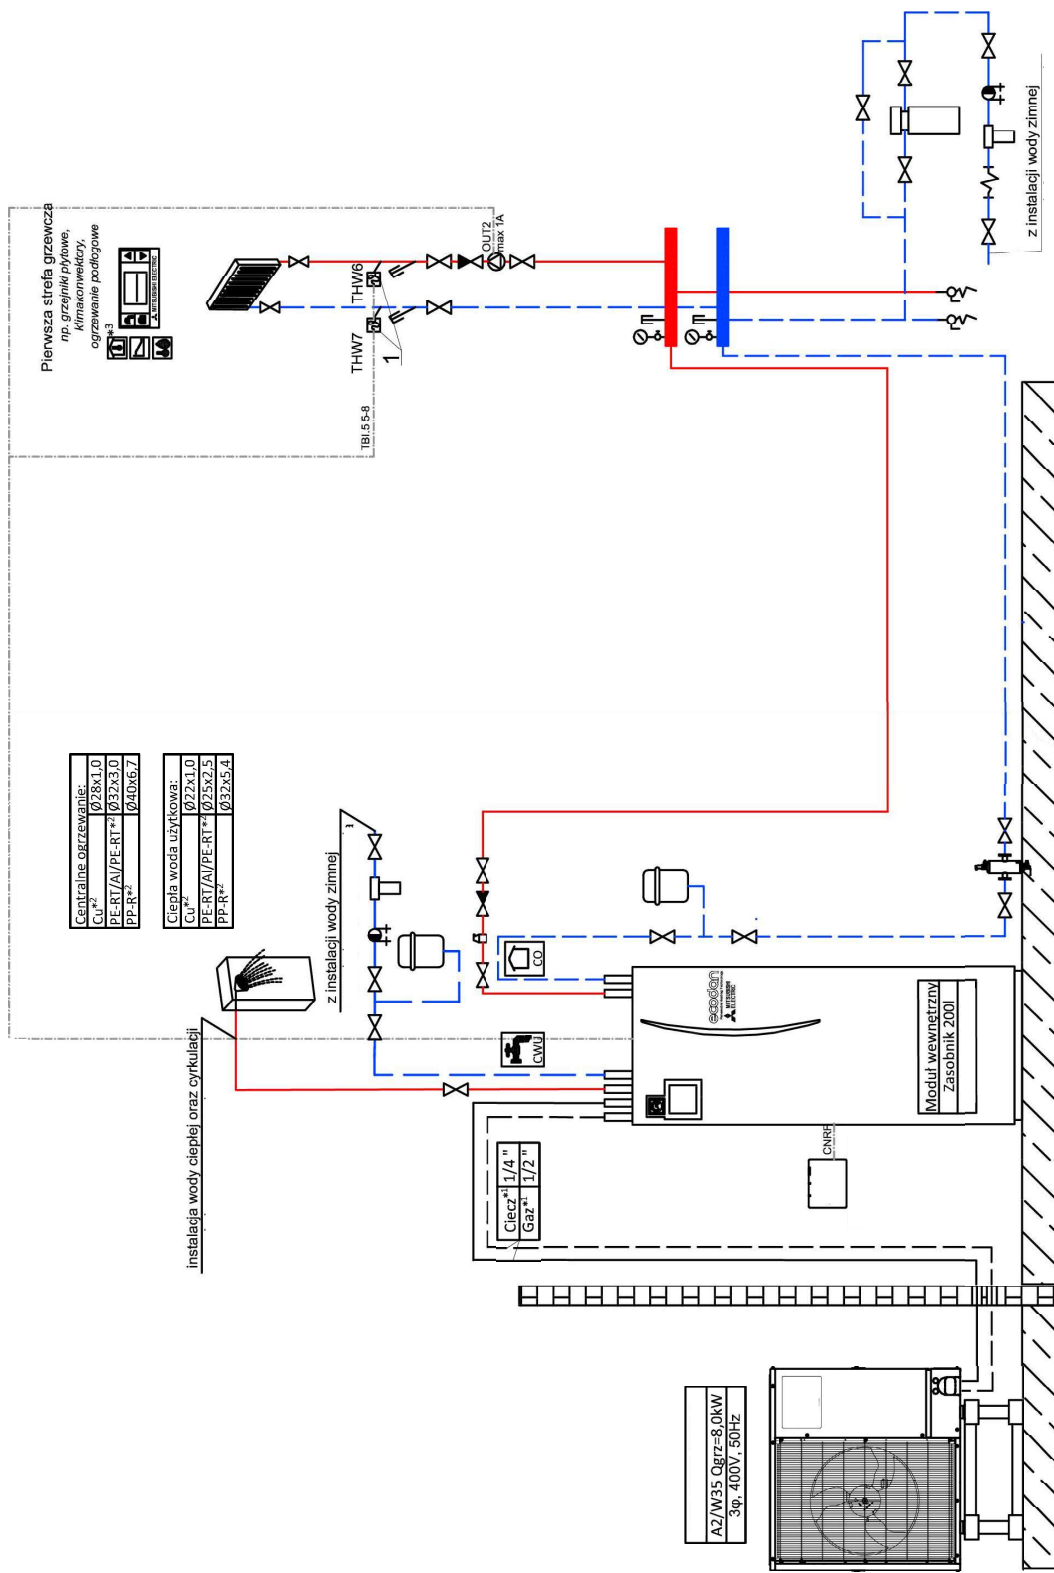 Pierwsza strefa grzewcza
np. grzejniki płytowe,
klimakonwektory,
ogrzewanie podłogowe
*3
MITSUBISHI ELECTRIC
THW7
THW6
1
TBI.5 5-8
OUT2
max 1A
z instalacji wody zimnej
Centralne ogrzewanie:
Cu*2 Ø28x1,0
PE-RT/Al/PE-RT*2 Ø32x3,0
PP-R*2 Ø40x6,7
Ciepła woda użytkowa:
Cu*2 Ø22x1,0
PE-RT/Al/PE-RT*2 Ø25x2,5
PP-R*2 Ø32x5,4
z instalacji wody zimnej
instalacja wody ciepłej oraz cyrkulacji
CO
CWU
ecodan
MITSUBISHI
ELECTRIC
Moduł wewnętrzny
Zasobnik 200l
CNRF
Ciecz*1 1/4 "
Gaz*1 1/2 "
A2/W35 Qgrz=8,0kW
3φ, 400V, 50Hz